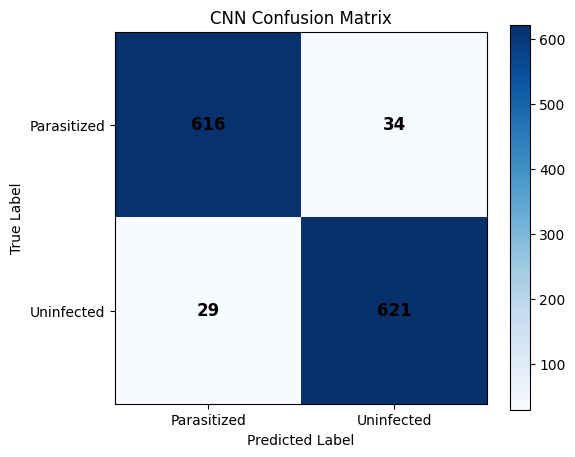 CNN Confusion Matrix
True Label
Parasitized
616
34
Uninfected
29
621
Parasitized
Uninfected
Predicted Label
600
500
400
300
200
100